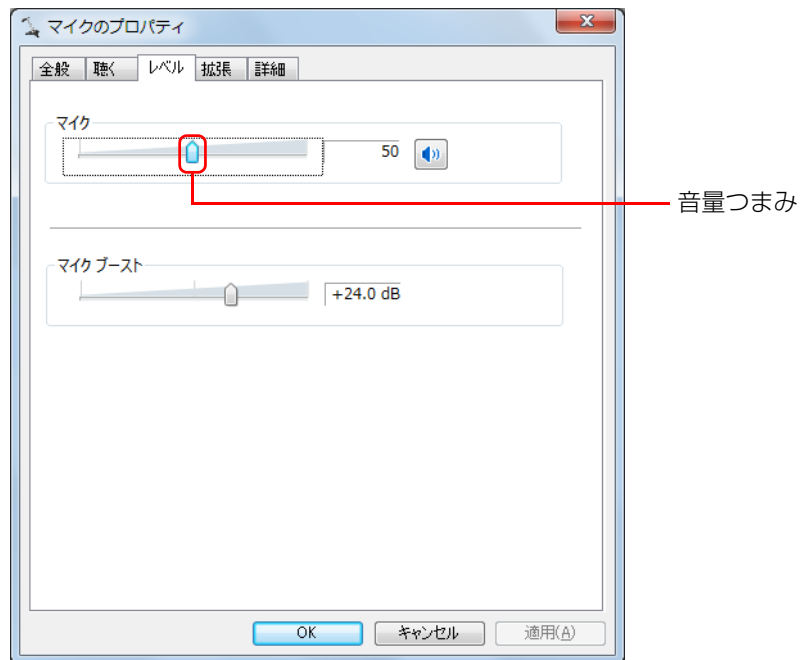 マイクのプロパティ
全般 聴く レベル 拡張 詳細
マイク
50
音量つまみ
マイク ブースト
+24.0 dB
OK キャンセル 適用(A)